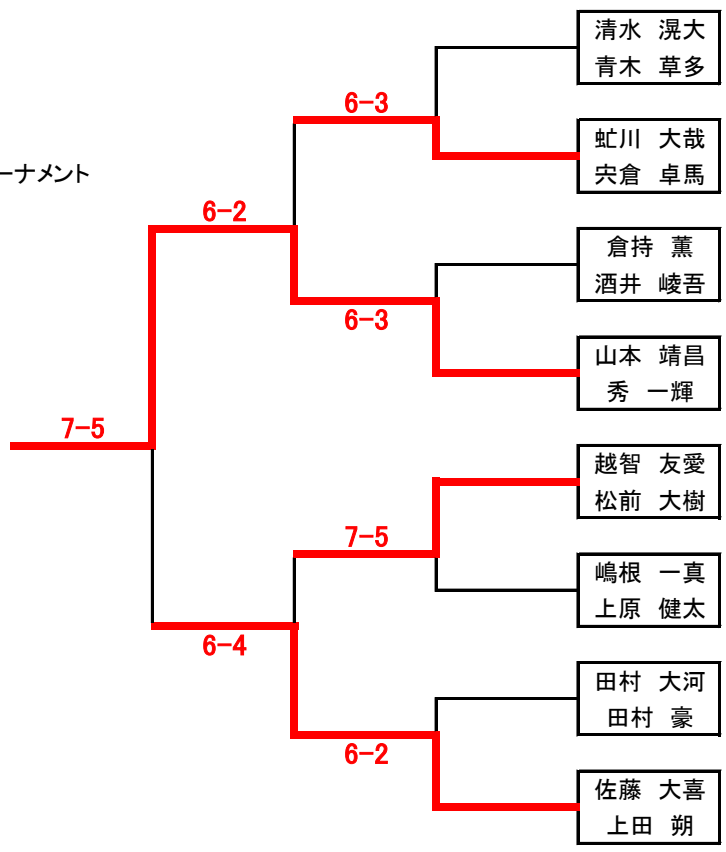 清水 滉大
青木 草多
6-3
虻川 大哉
宍倉 卓馬
ーナメント
6-2
倉持 薫
酒井 崚吾
6-3
山本 靖昌
秀 一輝
7-5
越智 友愛
松前 大樹
7-5
嶋根 一真
上原 健太
6-4
田村 大河
田村 豪
6-2
佐藤 大喜
上田 朔